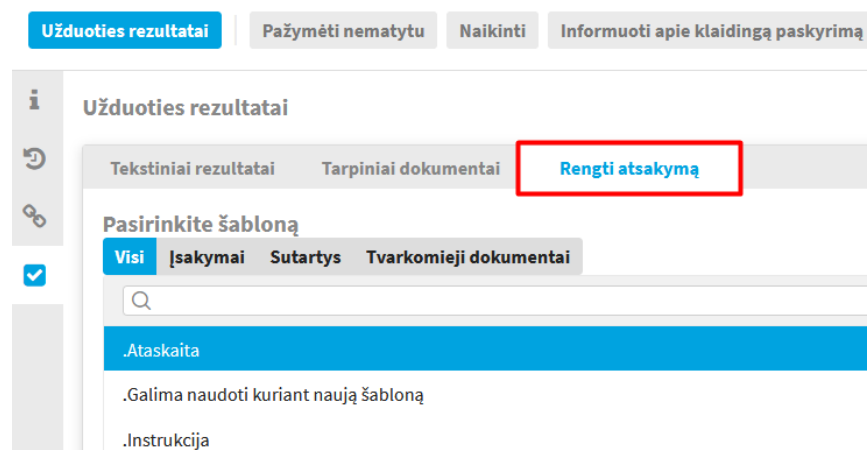 Užduoties rezultatai Pažymėti nematytu Naikinti Informuoti apie klaidingą paskyrimą
Užduoties rezultatai
Tekstiniai rezultatai Tarpiniai dokumentai Rengti atsakymą
Pasirinkite šabloną
Visi Įsakymai Sutartys Tvarkomieji dokumentai
.Ataskaita
.Galima naudoti kuriant naują šabloną
.Instrukcija